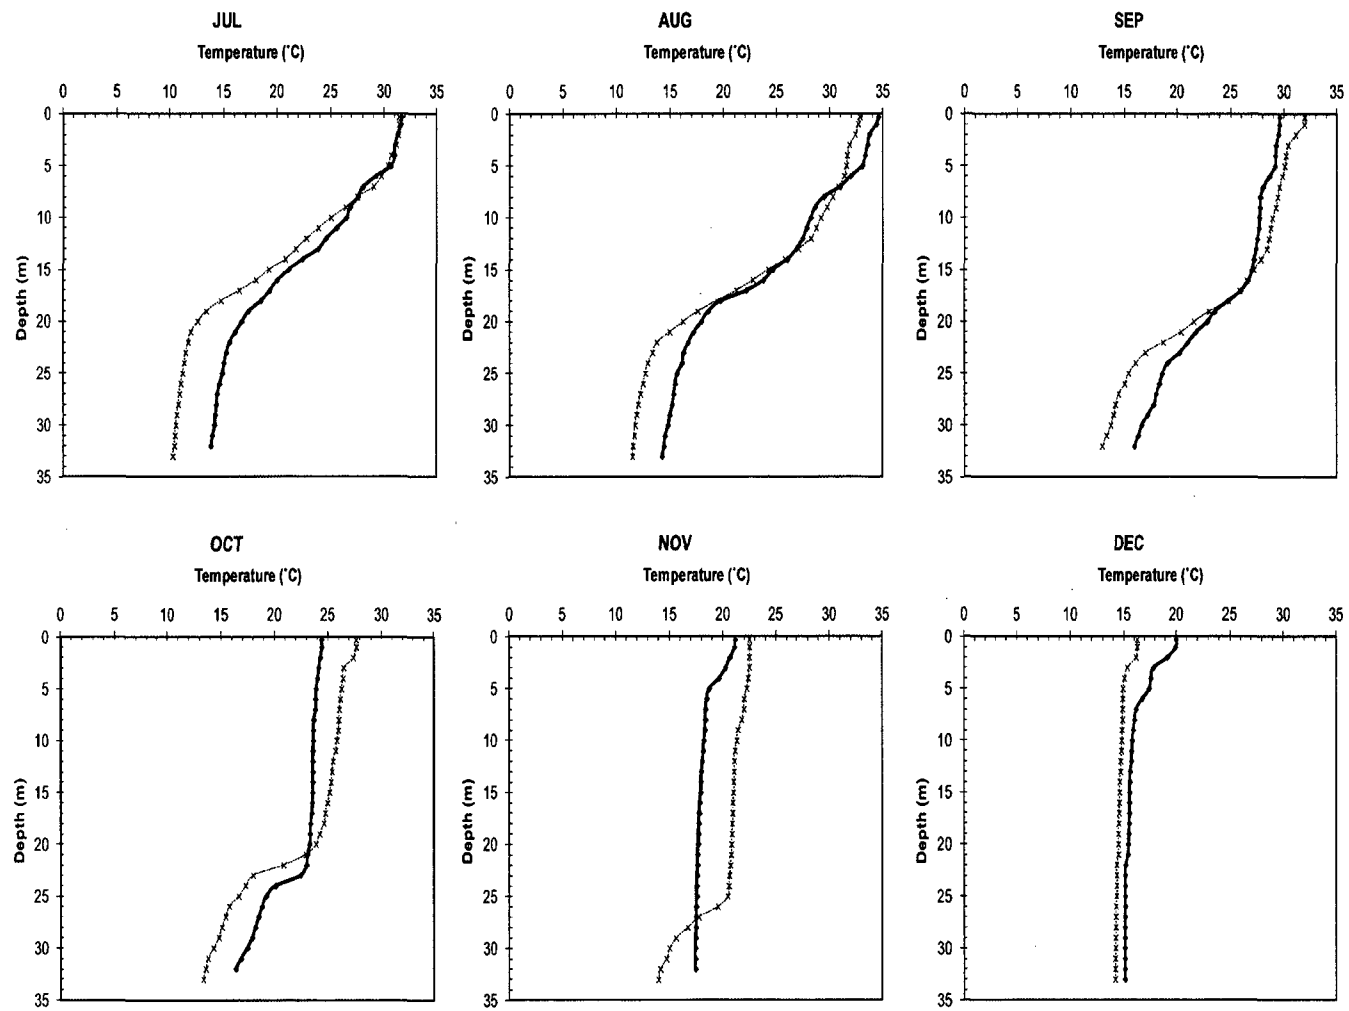 JUL AUG SEP
Temperature (˚C) Temperature (˚C) Temperature (˚C)
0 5 10 15 20 25 30 35 0 5 10 15 20 25 30 35 0 5 10 15 20 25 30 35
0 0 0
5 5 5
10 10 10
15 15 15
20 20 20
25 25 25
30 30 30
35 35 35
Depth (m) Depth (m) Depth (m)
OCT NOV DEC
Temperature (˚C) Temperature (˚C) Temperature (˚C)
0 5 10 15 20 25 30 35 0 5 10 15 20 25 30 35 0 5 10 15 20 25 30 35
0 0 0
5 5 5
10 10 10
15 15 15
20 20 20
25 25 25
30 30 30
35 35 35
Depth (m) Depth (m) Depth (m)